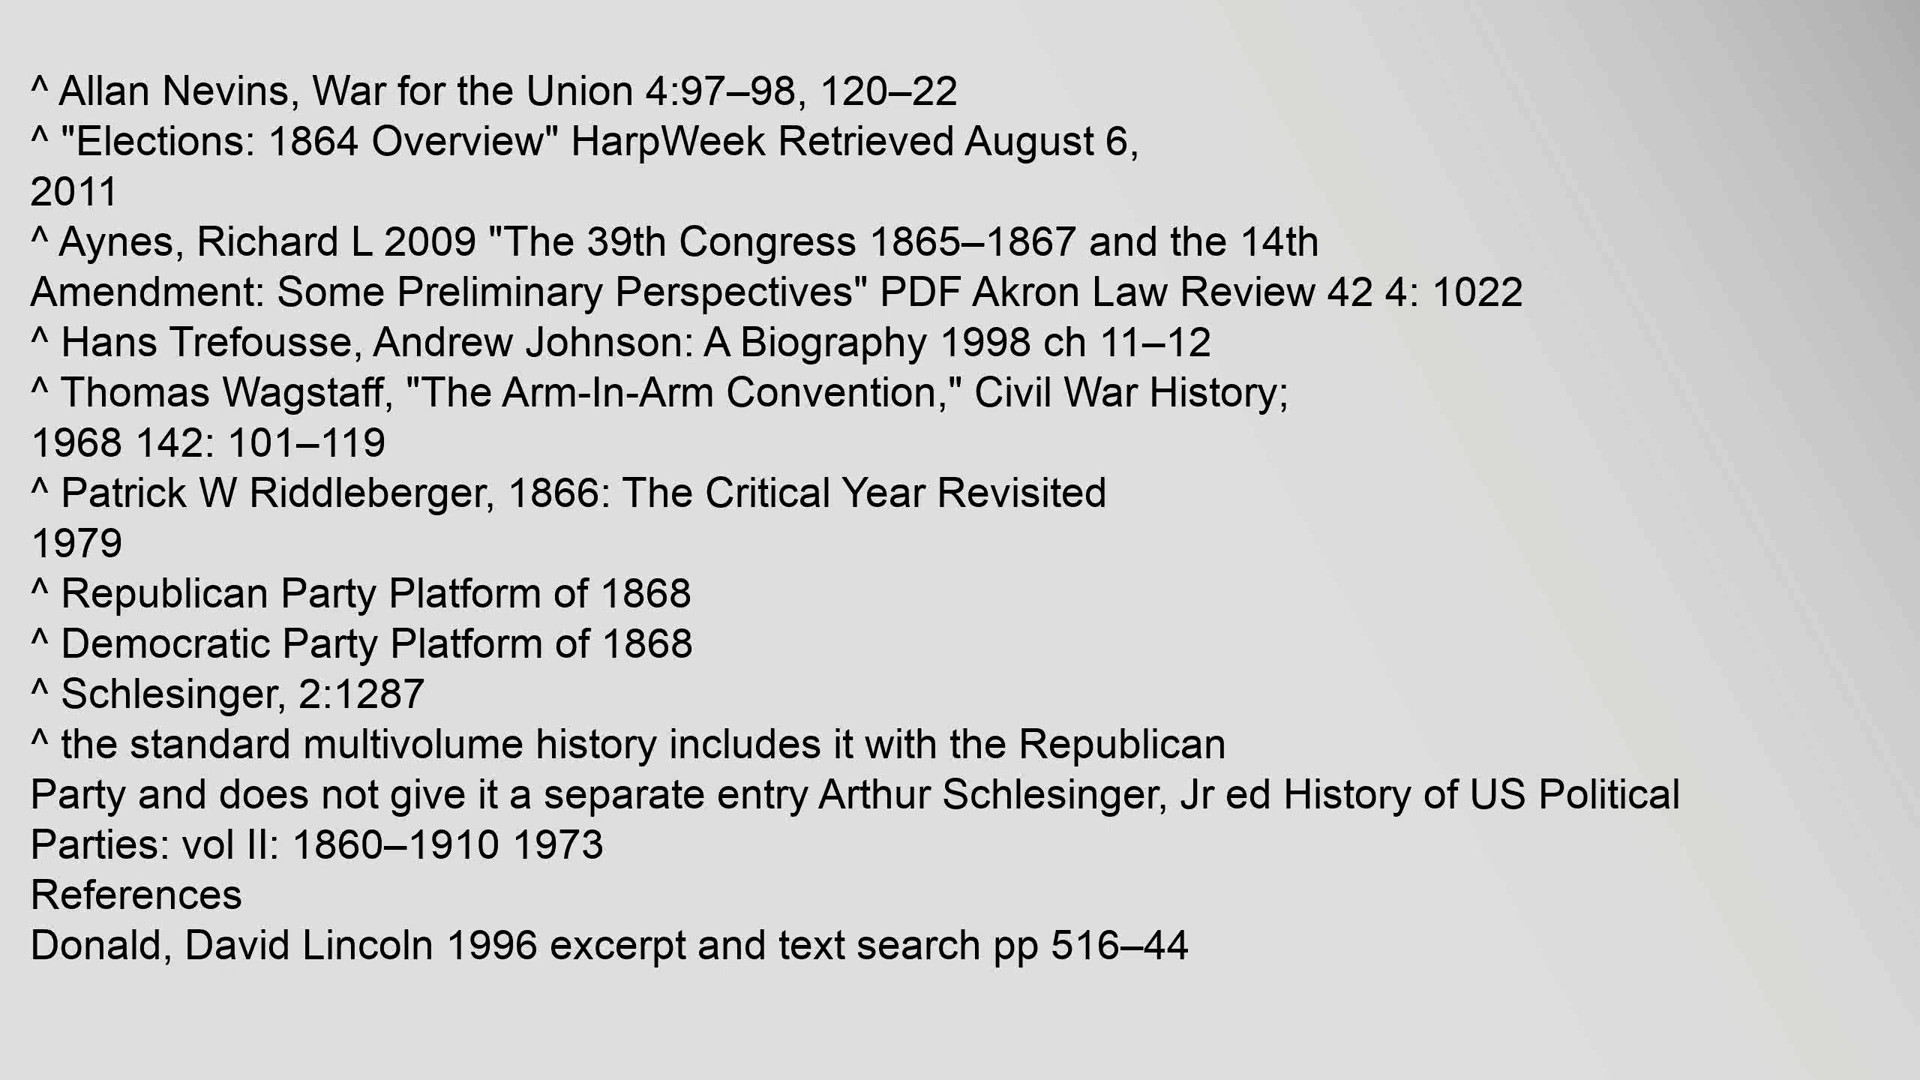 ^ Allan Nevins, War for the Union 4:97–98, 120–22
^ "Elections: 1864 Overview" HarpWeek Retrieved August 6,
2011
^ Aynes, Richard L 2009 "The 39th Congress 1865–1867 and the 14th
Amendment: Some Preliminary Perspectives" PDF Akron Law Review 42 4: 1022
^ Hans Trefousse, Andrew Johnson: A Biography 1998 ch 11–12
^ Thomas Wagstaff, "The Arm-In-Arm Convention," Civil War History;
1968 142: 101–119
^ Patrick W Riddleberger, 1866: The Critical Year Revisited
1979
^ Republican Party Platform of 1868
^ Democratic Party Platform of 1868
^ Schlesinger, 2:1287
^ the standard multivolume history includes it with the Republican
Party and does not give it a separate entry Arthur Schlesinger, Jr ed History of US Political
Parties: vol II: 1860–1910 1973
References
Donald, David Lincoln 1996 excerpt and text search pp 516–44